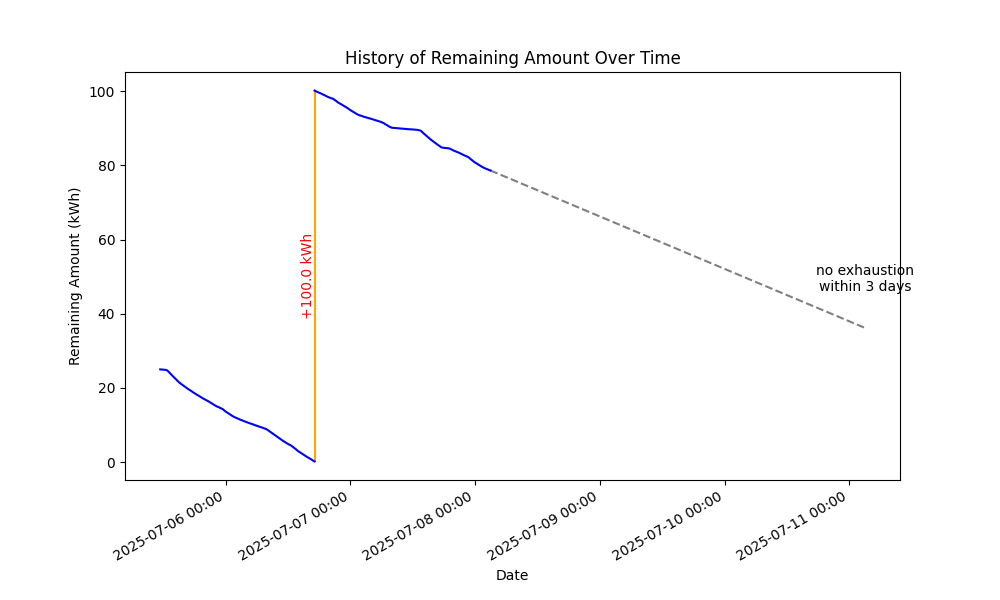 History of Remaining Amount Over Time
Remaining Amount (kWh)
100
80
60
40
20
0
+100.0 kWh
no exhaustion
within 3 days
2025-07-06 00:00
2025-07-07 00:00
2025-07-08 00:00
2025-07-09 00:00
2025-07-10 00:00
2025-07-11 00:00
Date